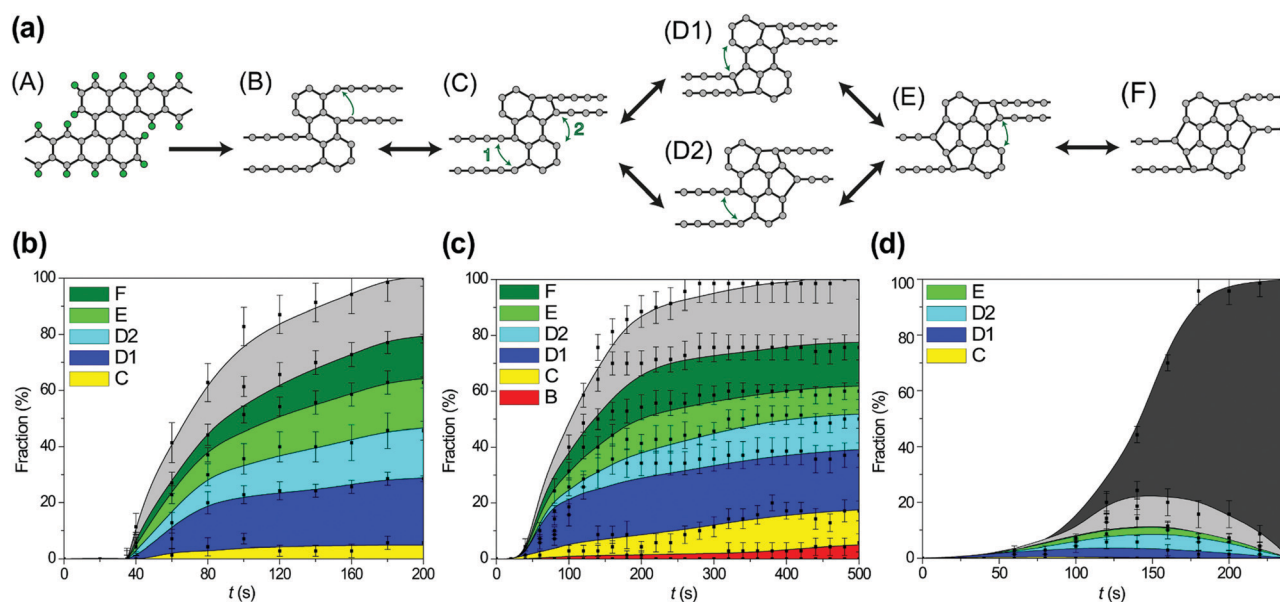 (a)
(A)
(B)
(C)
1
2
(D1)
(D2)
(E)
(F)
(b)
F
E
D2
D1
C
Fraction (%)
100
80
60
40
20
0
0 40 80 120 160 200
t (s)
(c)
F
E
D2
D1
C
B
Fraction (%)
100
80
60
40
20
0
0 100 200 300 400 500
t (s)
(d)
E
D2
D1
C
Fraction (%)
100
80
60
40
20
0
0 50 100 150 200
t (s)